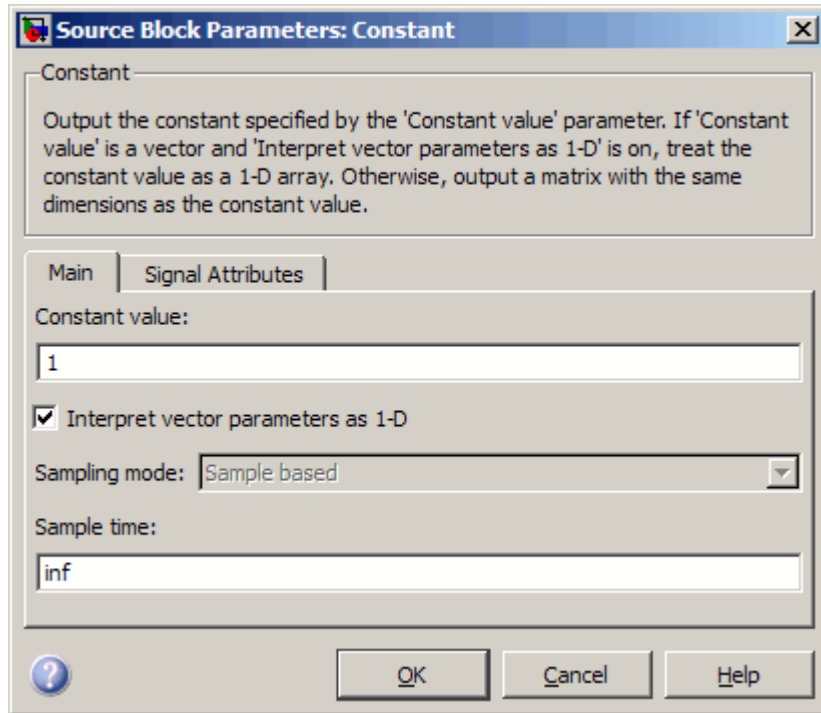 Source Block Parameters: Constant
Constant
Output the constant specified by the 'Constant value' parameter. If 'Constant
value' is a vector and 'Interpret vector parameters as 1-D' is on, treat the
constant value as a 1-D array. Otherwise, output a matrix with the same
dimensions as the constant value.
Main Signal Attributes
Constant value:
1
Interpret vector parameters as 1-D
Sampling mode: Sample based
Sample time:
inf
? OK Cancel Help